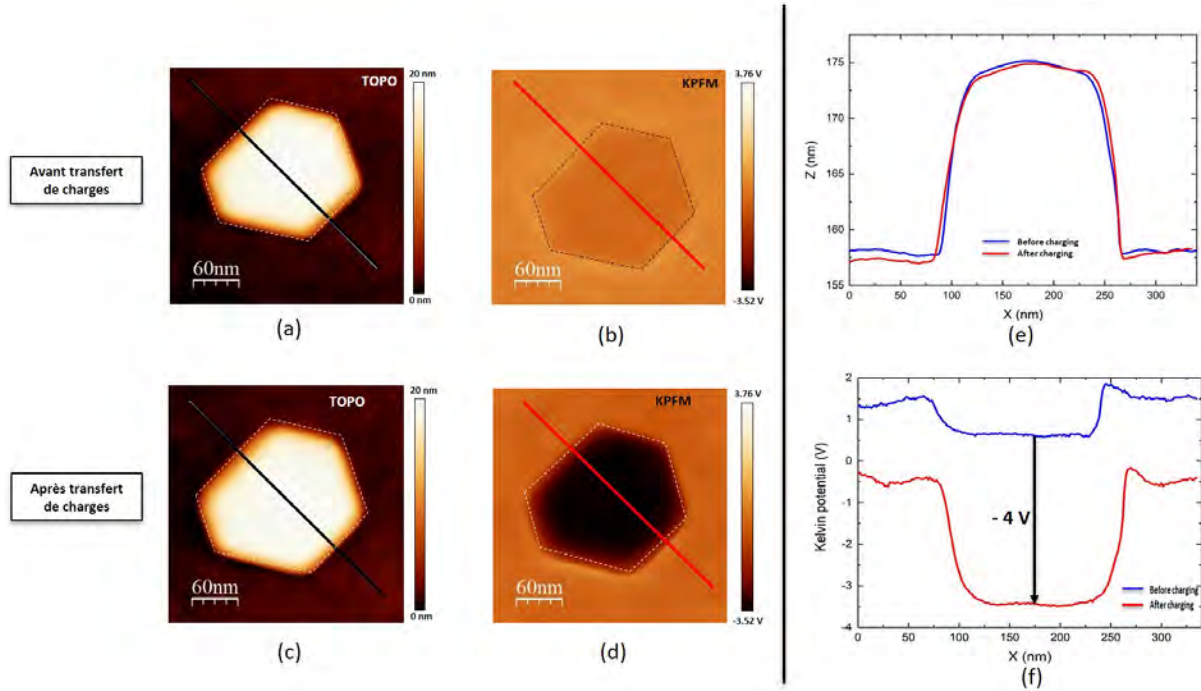 Avant transfert
de charges
TOPO
60nm
20 nm
0 nm
(a)
KPFM
60nm
3.76 V
-3.52 V
(b)
Après transfert
de charges
TOPO
60nm
20 nm
0 nm
(c)
KPFM
60nm
3.76 V
-3.52 V
(d)
Z (nm)
175
170
165
160
155
Before charging
After charging
0 50 100 150 200 250 300
X (nm)
(e)
Kelvin potential (V)
2
1
0
-1
-2
-3
-4
- 4 V
Before charging
After charging
0 50 100 150 200 250 300
X (nm)
(f)